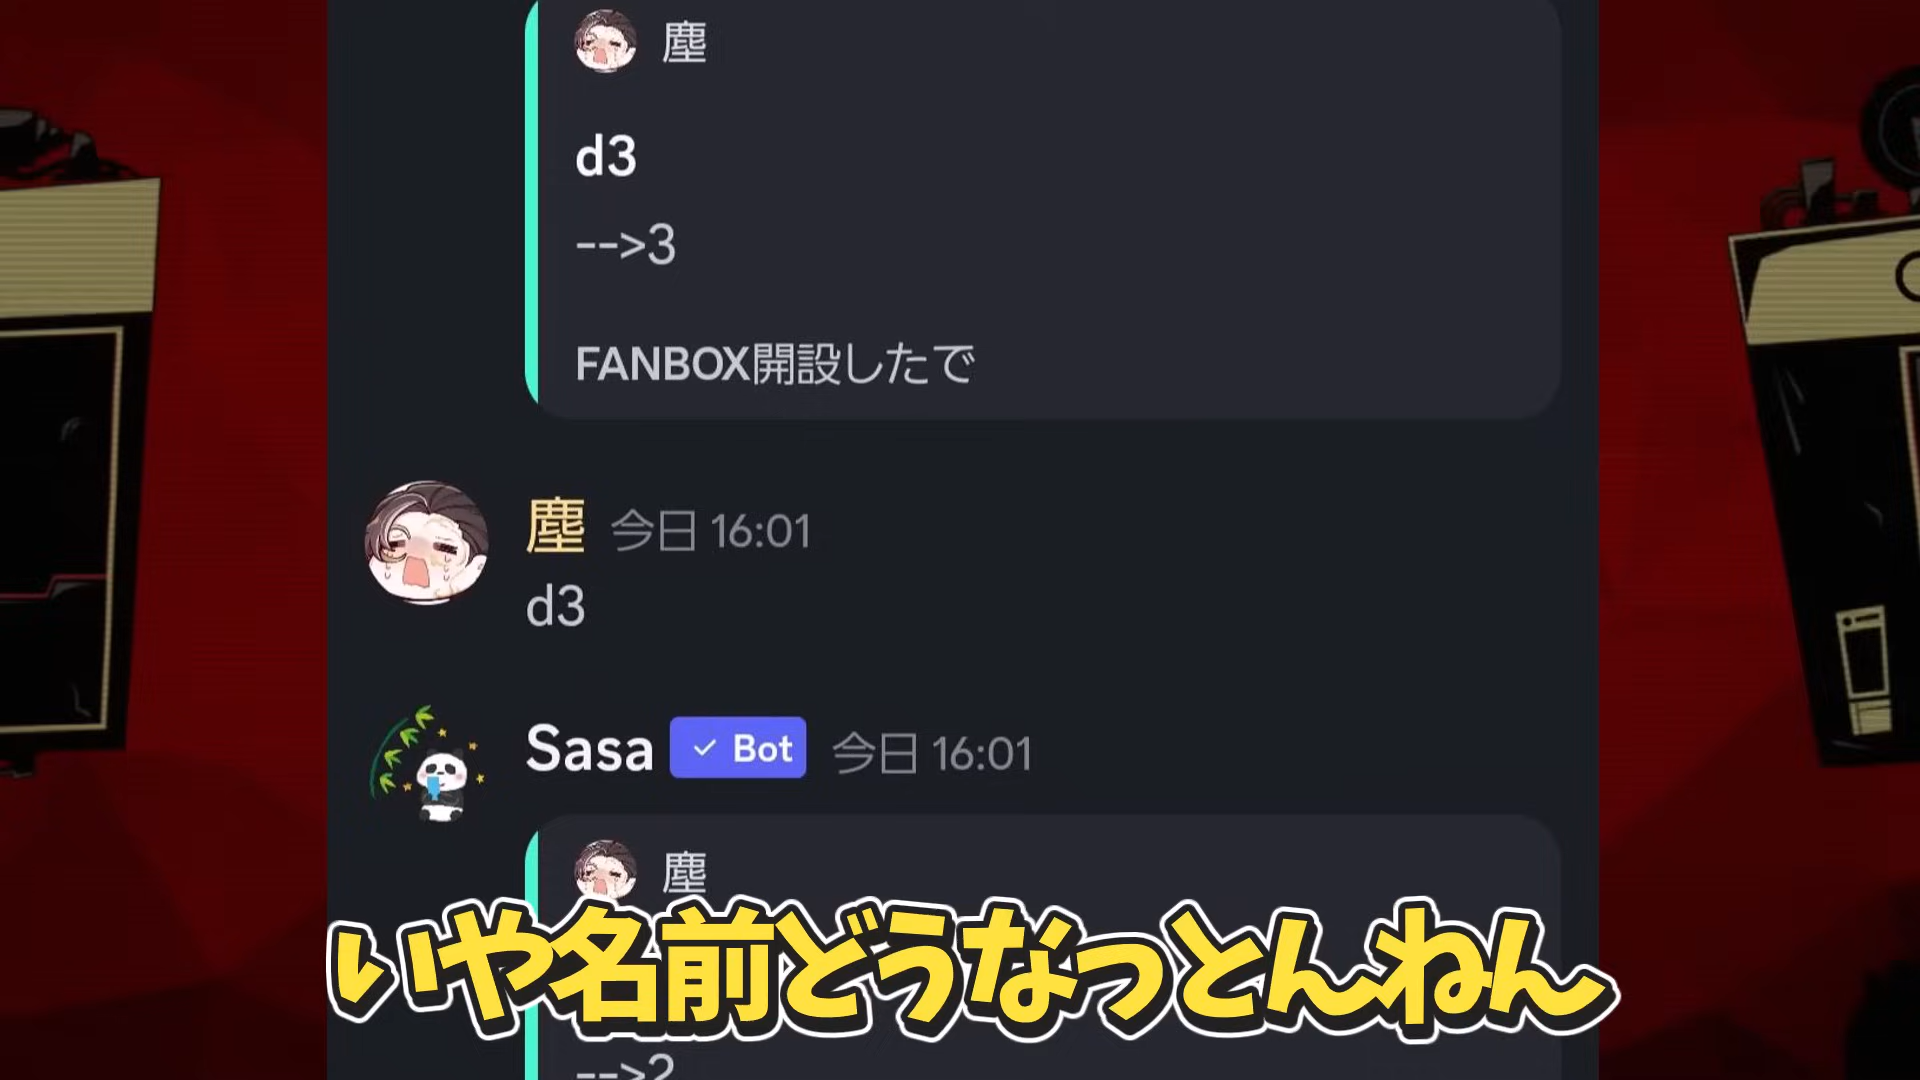 塵
d3
-->3
FANBOX開設したで
塵 今日 16:01
d3
Sasa ✓ Bot 今日 16:01
塵
いや名前どうなっとんねん
-->2